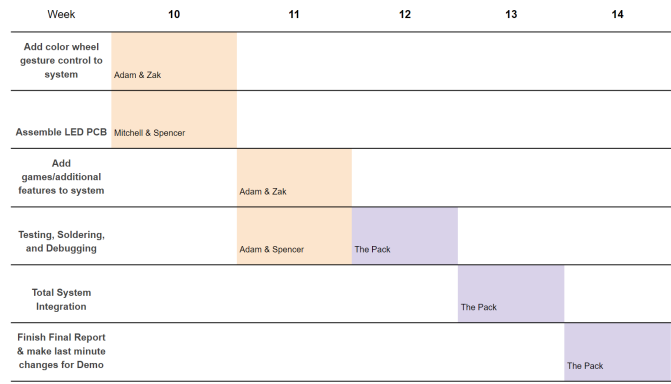 Week 10 11 12 13 14
Add color wheel
gesture control to
system
Adam & Zak
Assemble LED PCB Mitchell & Spencer
Add
games/additional
features to system
Adam & Zak
Testing, Soldering,
and Debugging
Adam & Spencer The Pack
Total System
Integration
The Pack
Finish Final Report
& make last minute
changes for Demo
The Pack